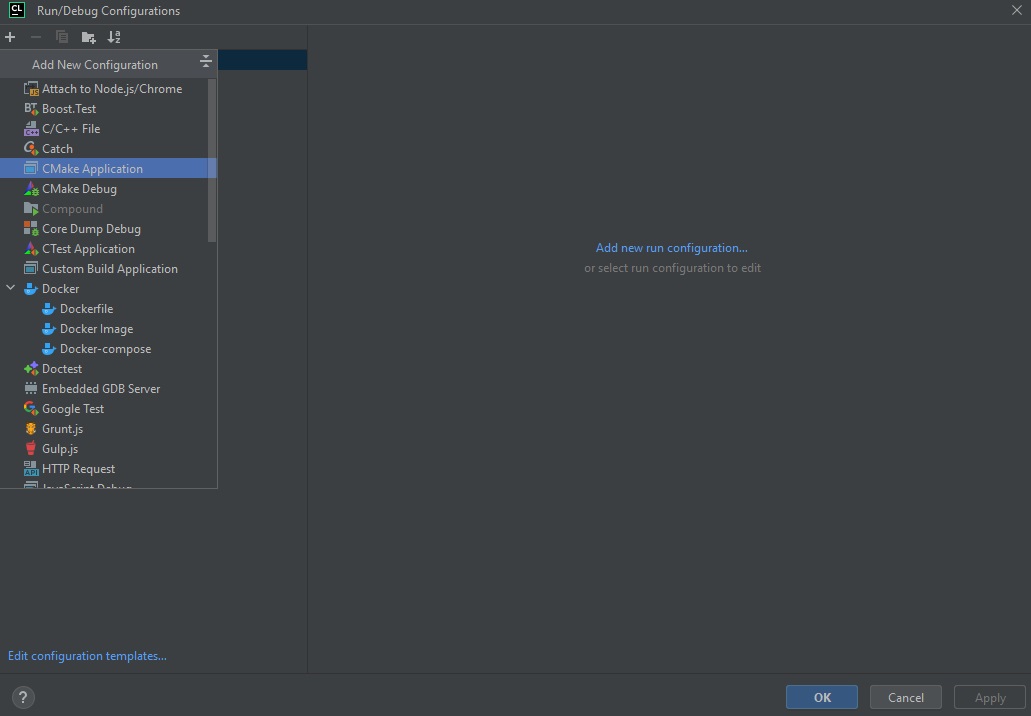 CL Run/Debug Configurations
Add New Configuration
Attach to Node.js/Chrome
Boost.Test
C/C++ File
Catch
CMake Application
CMake Debug
Compound
Core Dump Debug
CTest Application
Custom Build Application
Docker
Dockerfile
Docker Image
Docker-compose
Doctest
Embedded GDB Server
Google Test
Grunt.js
Gulp.js
HTTP Request
JavaScript Debug
Add new run configuration...
or select run configuration to edit
Edit configuration templates...
? OK Cancel Apply